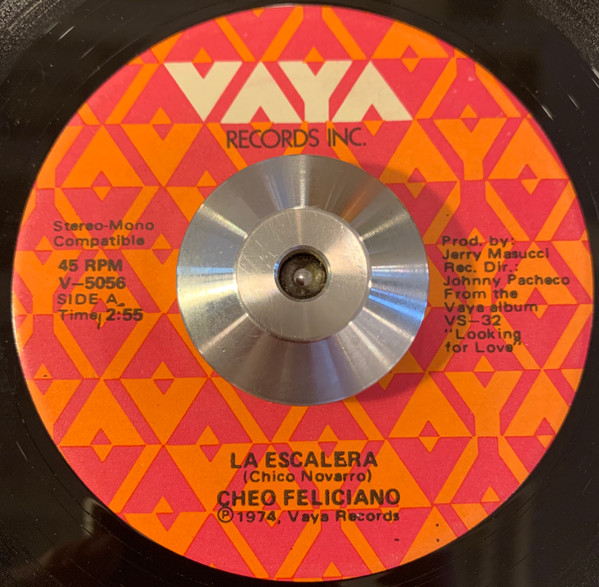 VAYA
RECORDS INC.
Stereo-Mono
Compatible
45 RPM
V-5056
SIDE A
Time, 2:55
Prod. by:
Jerry Masucci
Rec. Dir.:
Johnny Pacheco
From the
Vaya album
VS-32
"Looking
for Love"
LA ESCALERA
(Chico Novarro)
CHEO FELICIANO
℗ 1974, Vaya Records